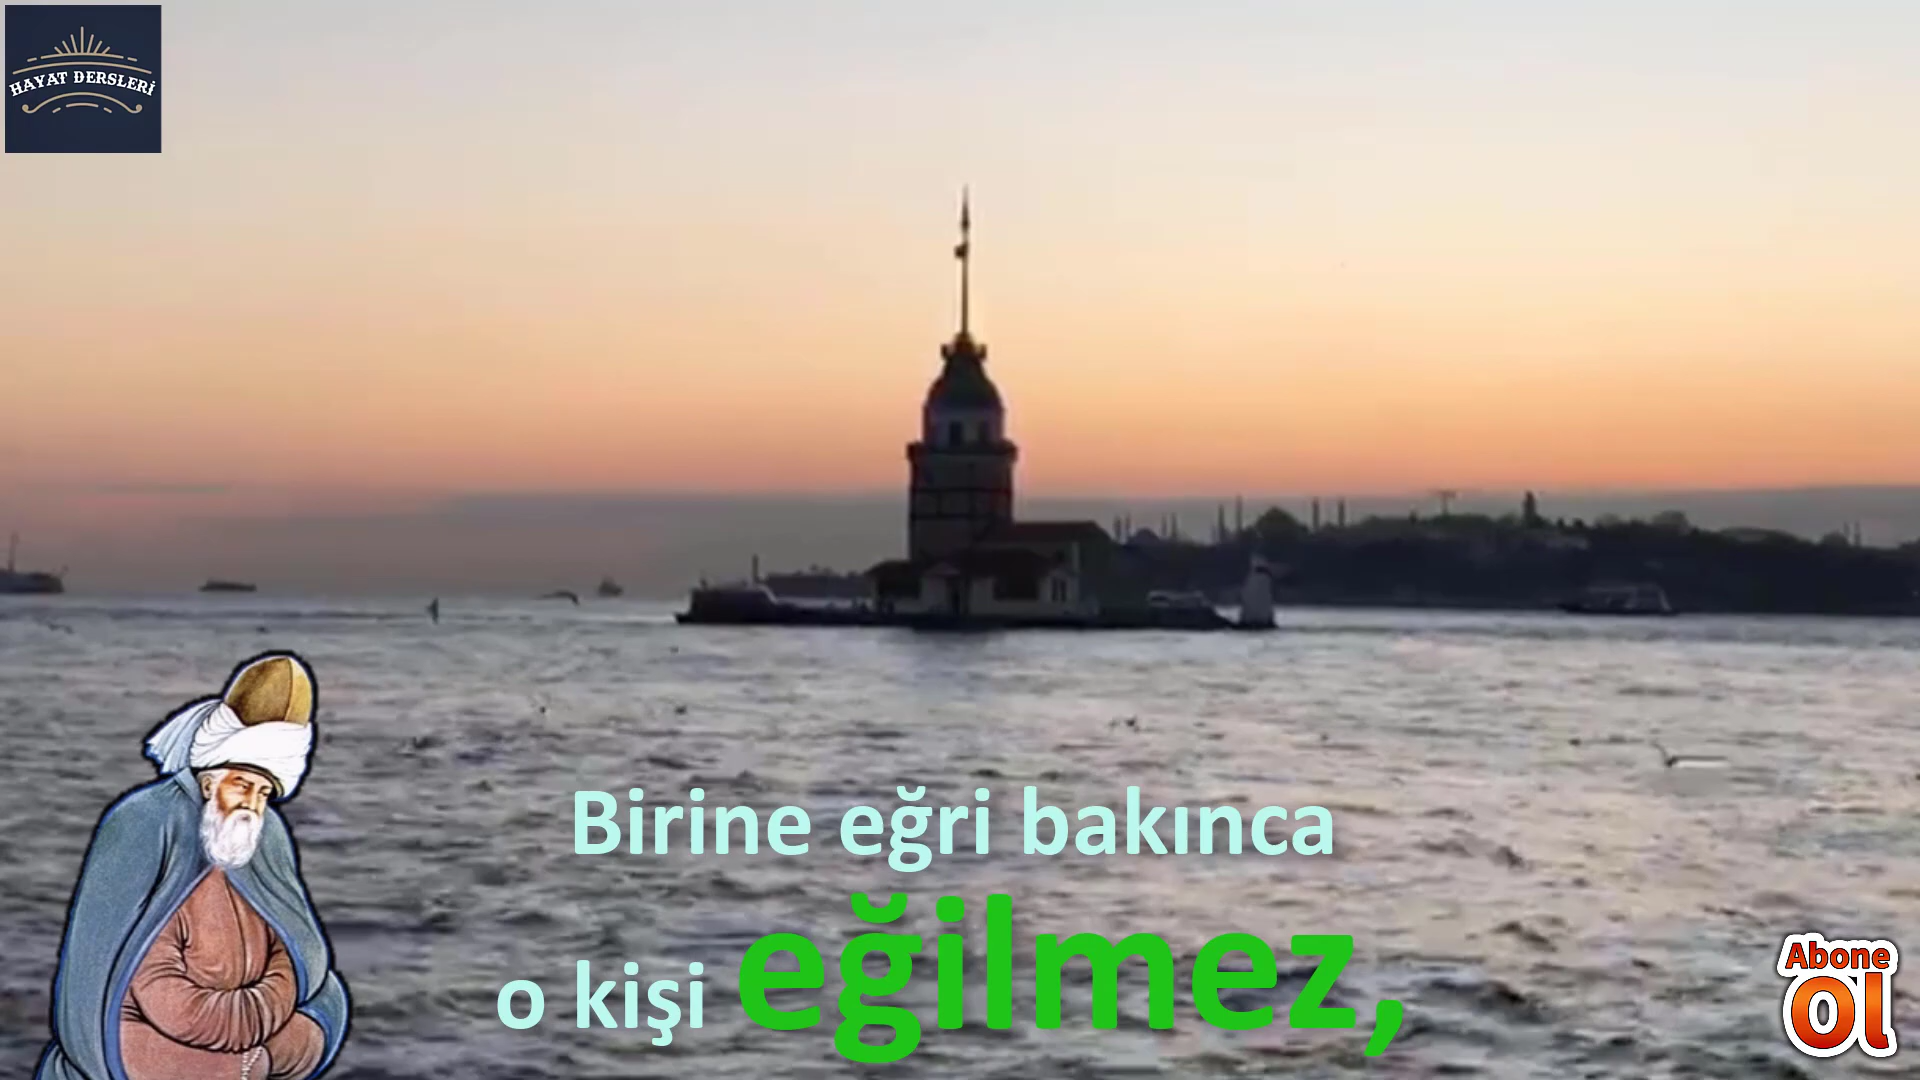 HAYAT DERSLERİ
Birine eğri bakınca
o kişi eğilmez,
Abone
ol